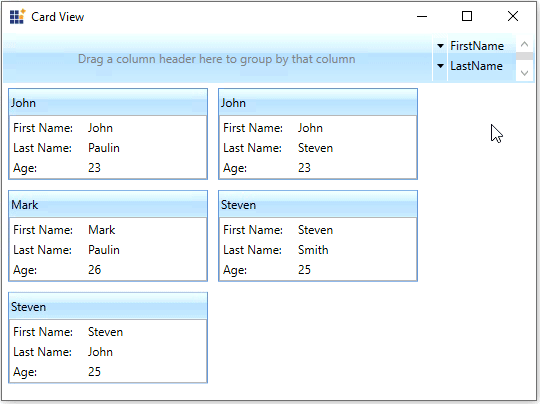 Card View
Drag a column header here to group by that column
FirstName
LastName
John
First Name: John
Last Name: Paulin
Age: 23
John
First Name: John
Last Name: Steven
Age: 23
Mark
First Name: Mark
Last Name: Paulin
Age: 26
Steven
First Name: Steven
Last Name: Smith
Age: 25
Steven
First Name: Steven
Last Name: John
Age: 25